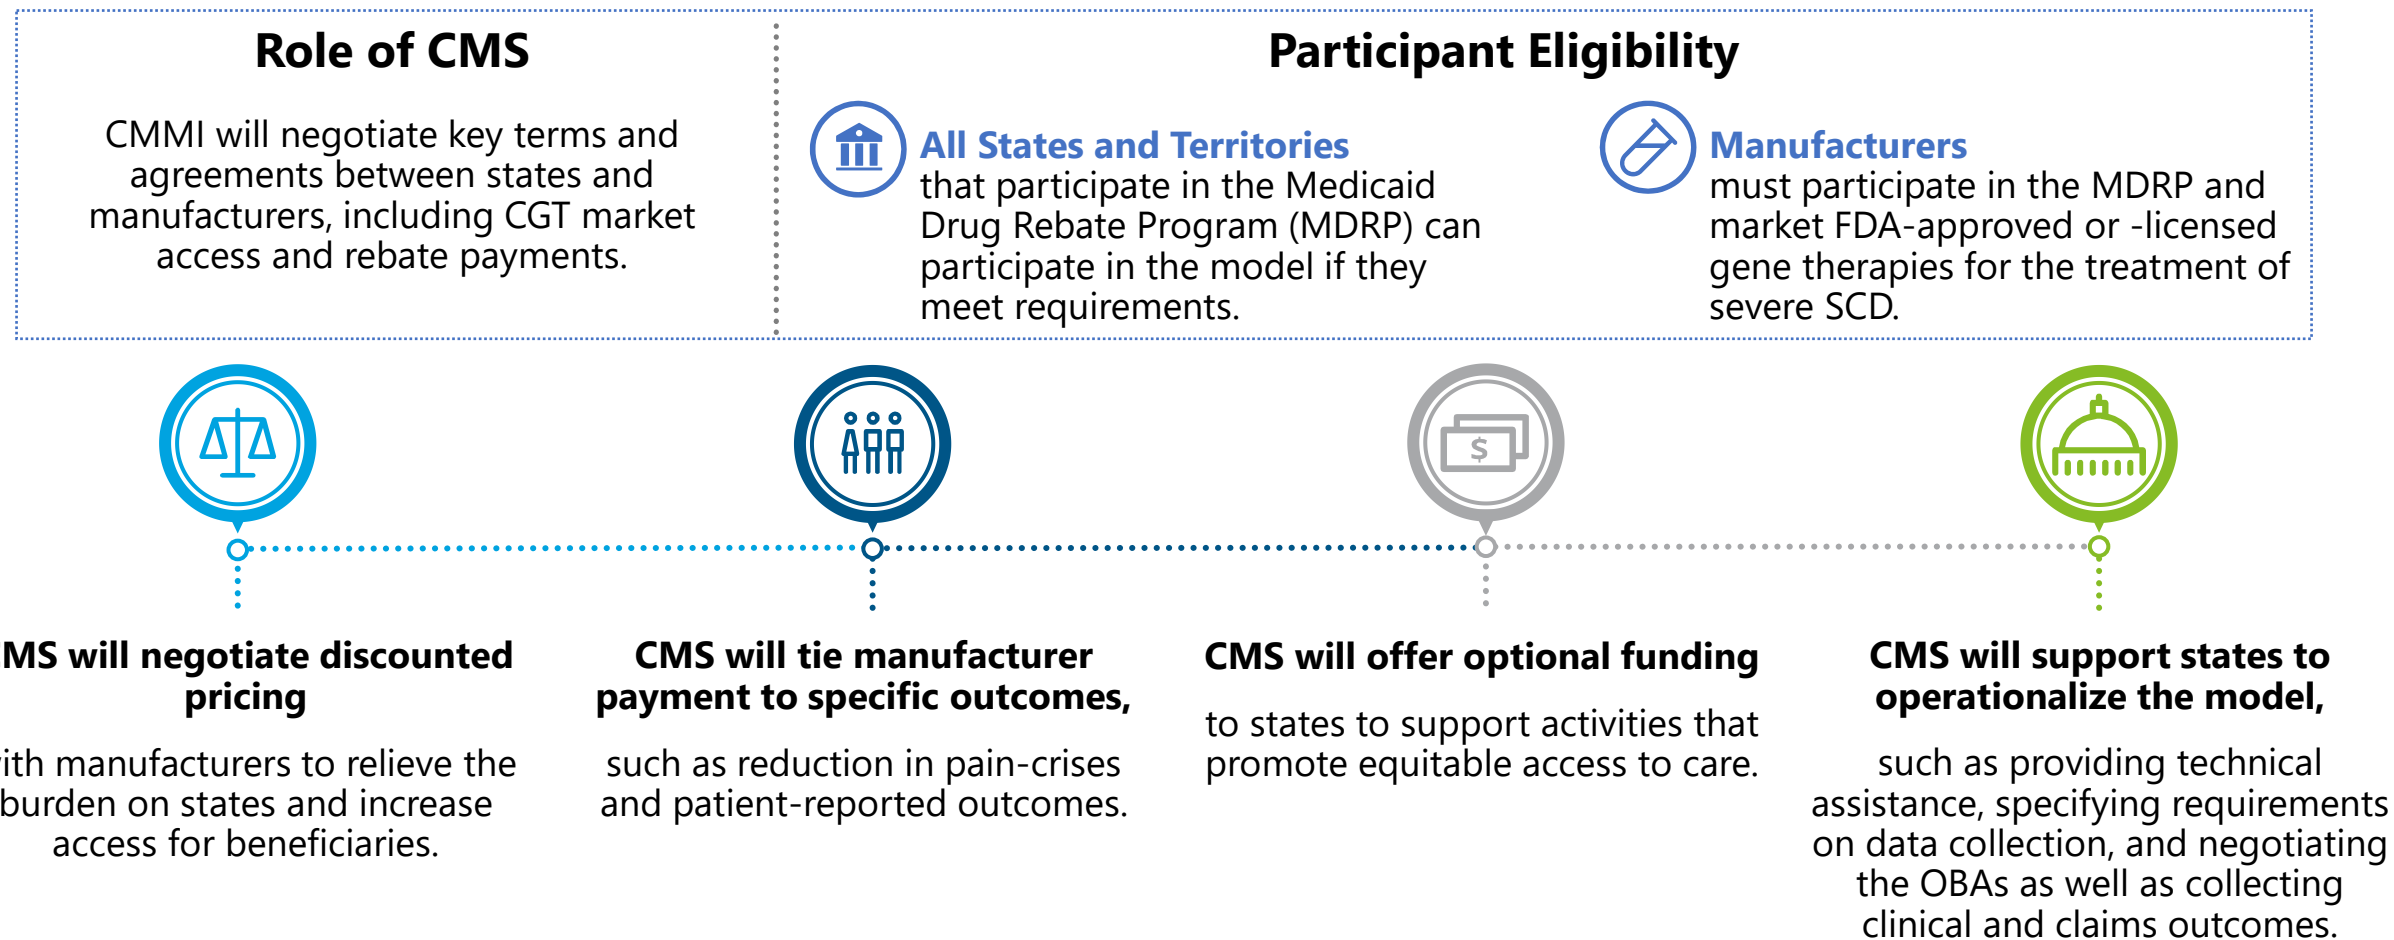 Role of CMS
CMMI will negotiate key terms and
agreements between states and
manufacturers, including CGT market
access and rebate payments.
Participant Eligibility
All States and Territories
that participate in the Medicaid
Drug Rebate Program (MDRP) can
participate in the model if they
meet requirements.
Manufacturers
must participate in the MDRP and
market FDA-approved or -licensed
gene therapies for the treatment of
severe SCD.
$
MS will negotiate discounted
pricing
ith manufacturers to relieve the
burden on states and increase
access for beneficiaries.
CMS will tie manufacturer
payment to specific outcomes,
such as reduction in pain-crises
and patient-reported outcomes.
CMS will offer optional funding
to states to support activities that
promote equitable access to care.
CMS will support states to
operationalize the model,
such as providing technical
assistance, specifying requirements
on data collection, and negotiating
the OBAs as well as collecting
clinical and claims outcomes.